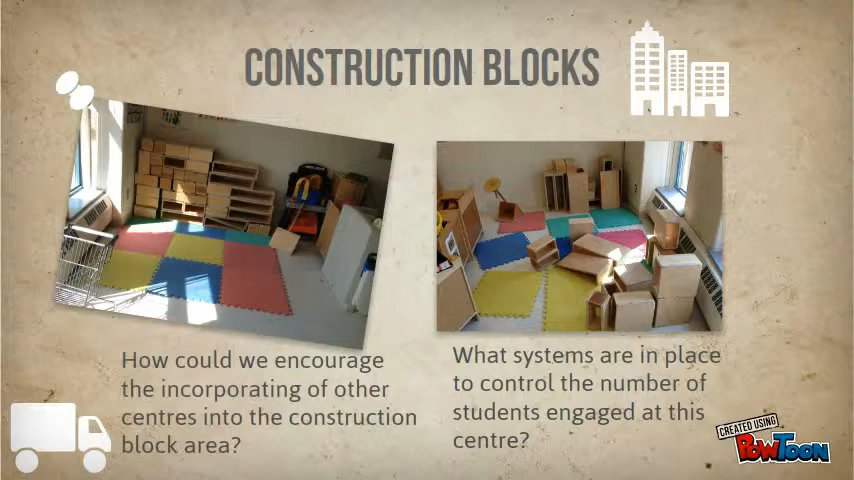 CONSTRUCTION BLOCKS
How could we encourage
the incorporating of other
centres into the construction
block area?
What systems are in place
to control the number of
students engaged at this
centre?
CREATED USING
POWTOON